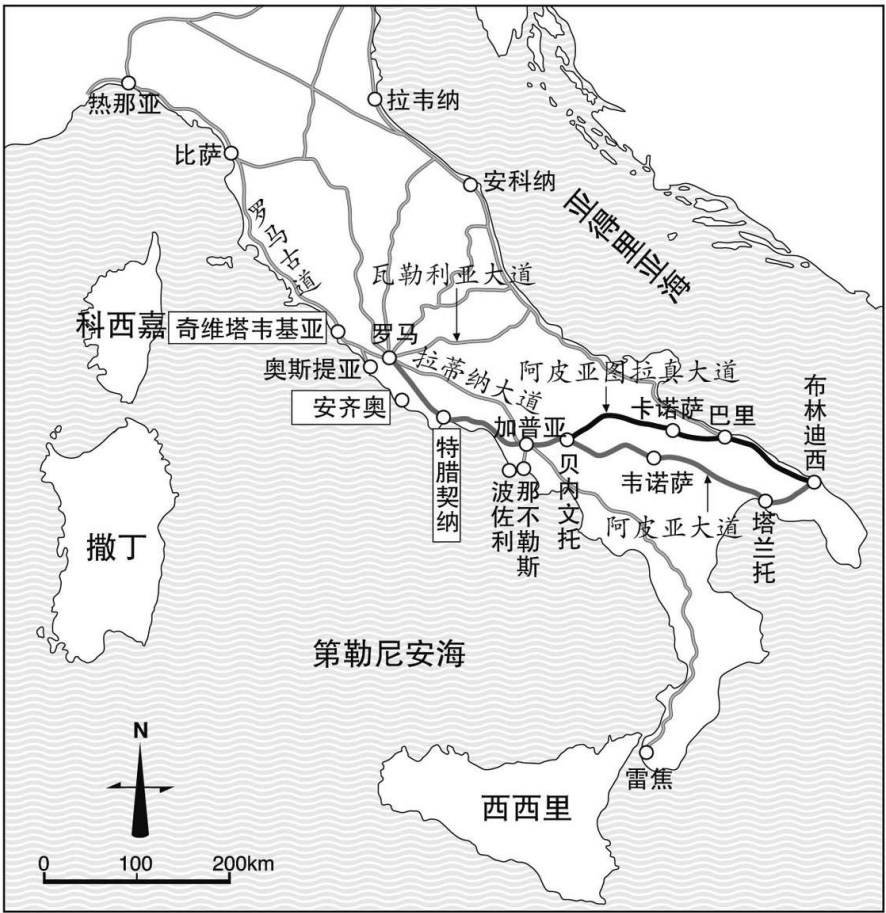 热那亚
拉韦纳
比萨
安科纳
亚得里亚海
罗马古道
瓦勒利亚大道
科西嘉
奇维塔韦基亚
罗马
奥斯提亚
拉蒂纳大道
阿皮亚图拉真大道
安齐奥
卡诺萨
巴里
布林迪西
特腊契纳
加普亚
贝内文托
韦诺萨
波佐利
那不勒斯
阿皮亚大道
塔兰托
撒丁
第勒尼安海
N
雷焦
西西里
0 100 200km